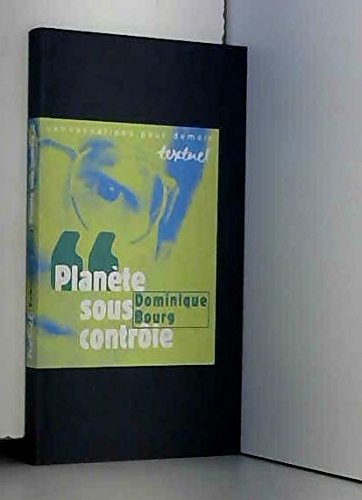 conversations pour demain
textuel
“
Planète
sous
contrôle
Dominique
Bourg